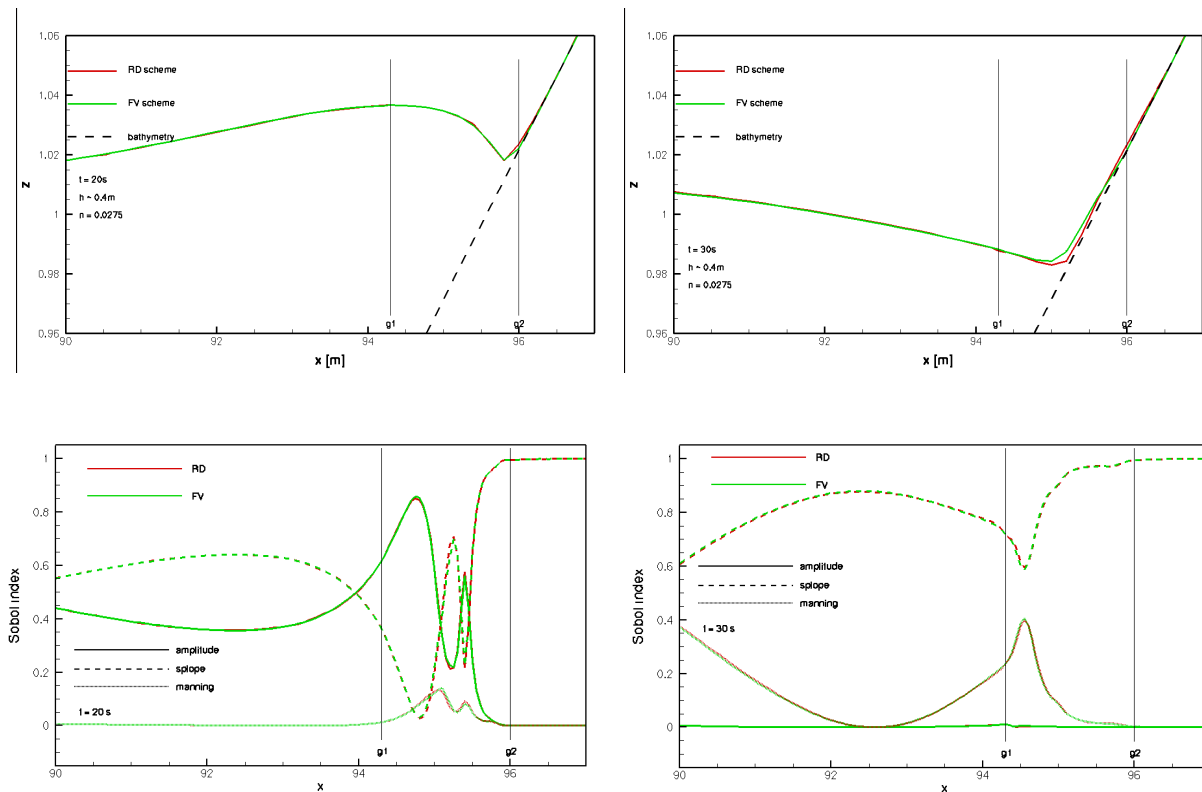 1.06
1.04
1.02
1
0.98
0.96
z
RD scheme
FV scheme
bathymetry
t = 20s
h ~ 0.4m
n = 0.0275
g1
g2
90
92
94
96
x [m]
1.06
1.04
1.02
1
0.98
0.96
z
RD scheme
FV scheme
bathymetry
t = 30s
h ~ 0.4m
n = 0.0275
g1
g2
90
92
94
96
x [m]
1
0.8
0.6
0.4
0.2
0
Sobol index
RD
FV
amplitude
splope
manning
t = 20 s
g1
g2
90
92
94
96
x
1
0.8
0.6
0.4
0.2
0
Sobol index
RD
FV
amplitude
splope
manning
t = 30 s
g1
g2
90
92
94
96
x